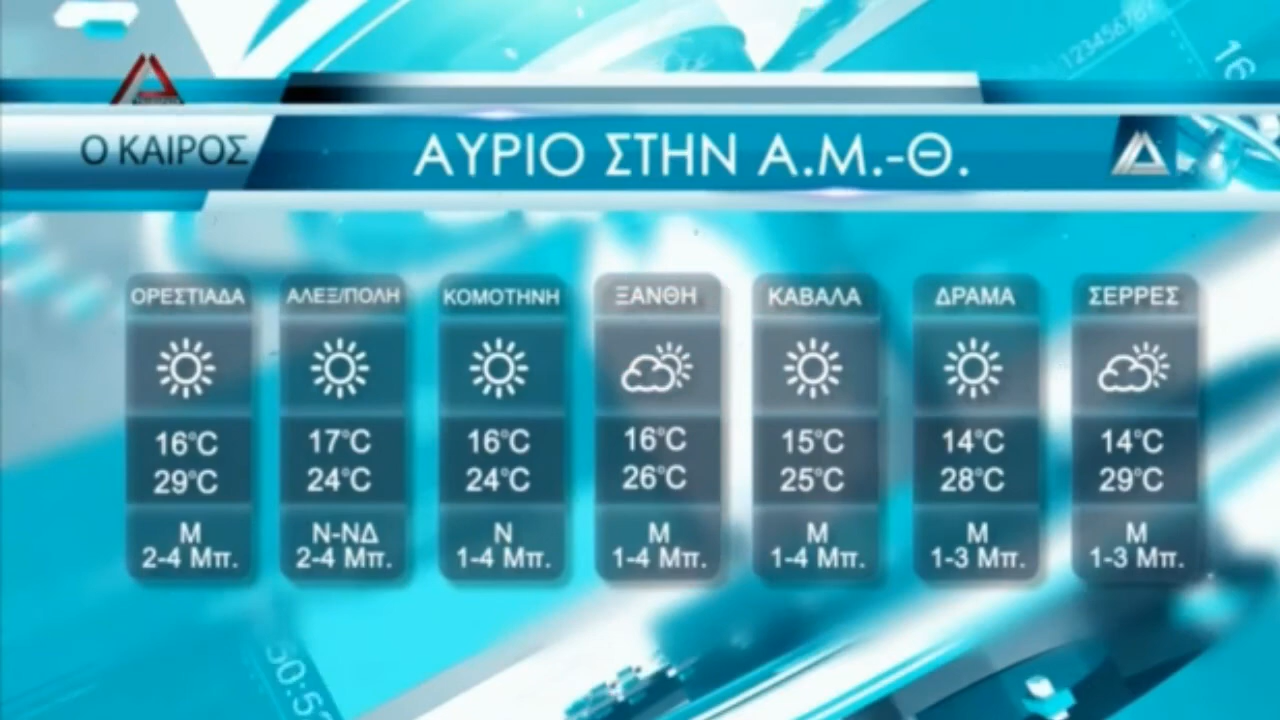 123456789
16
Ο ΚΑΙΡΟΣ
ΑΥΡΙΟ ΣΤΗΝ Α.Μ.-Θ.
ΟΡΕΣΤΙΑΔΑ
16°C
29°C
Μ
2-4 Μπ.
ΑΛΕΞ/ΠΟΛΗ
17°C
24°C
Ν-ΝΔ
2-4 Μπ.
ΚΟΜΟΤΗΝΗ
16°C
24°C
Ν
1-4 Μπ.
ΞΑΝΘΗ
16°C
26°C
Μ
1-4 Μπ.
ΚΑΒΑΛΑ
15°C
25°C
Μ
1-4 Μπ.
ΔΡΑΜΑ
14°C
28°C
Μ
1-3 Μπ.
ΣΕΡΡΕΣ
14°C
29°C
Μ
1-3 Μπ.